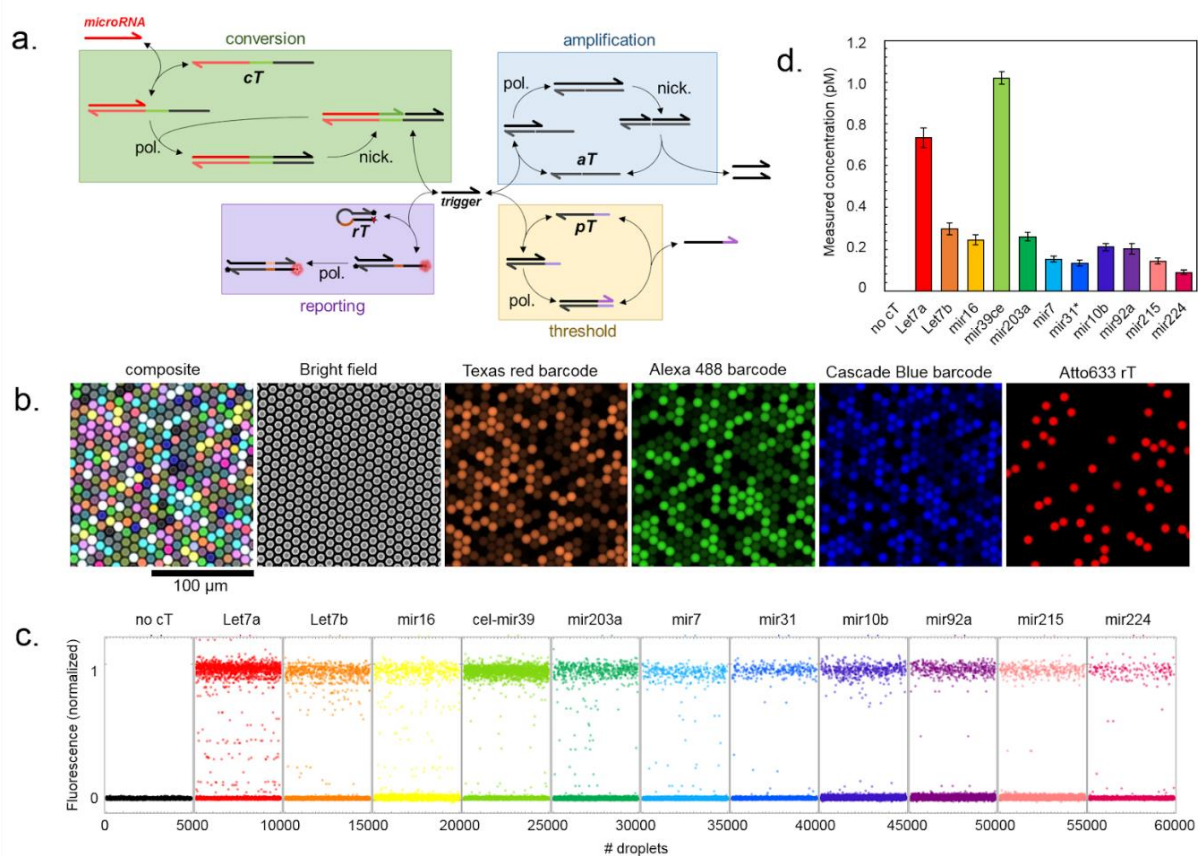 a.
microRNA
conversion
cT
pol.
nick.
amplification
pol.
nick.
aT
trigger
rT
pol.
reporting
pT
pol.
threshold
d.
Measured concentration (pM)
1.2
1.0
0.8
0.6
0.4
0.2
0
no cT
Let7a
Let7b
mir16
mir39ce
mir203a
mir7
mir31*
mir10b
mir92a
mir215
mir224
b.
composite
Bright field
Texas red barcode
Alexa 488 barcode
Cascade Blue barcode
Atto633 rT
100 µm
c.
no cT Let7a Let7b mir16 cel-mir39 mir203a mir7 mir31 mir10b mir92a mir215 mir224
Fluorescence (normalized)
1
0
0 5000 10000 15000 20000 25000 30000 35000 40000 45000 50000 55000 60000
# droplets